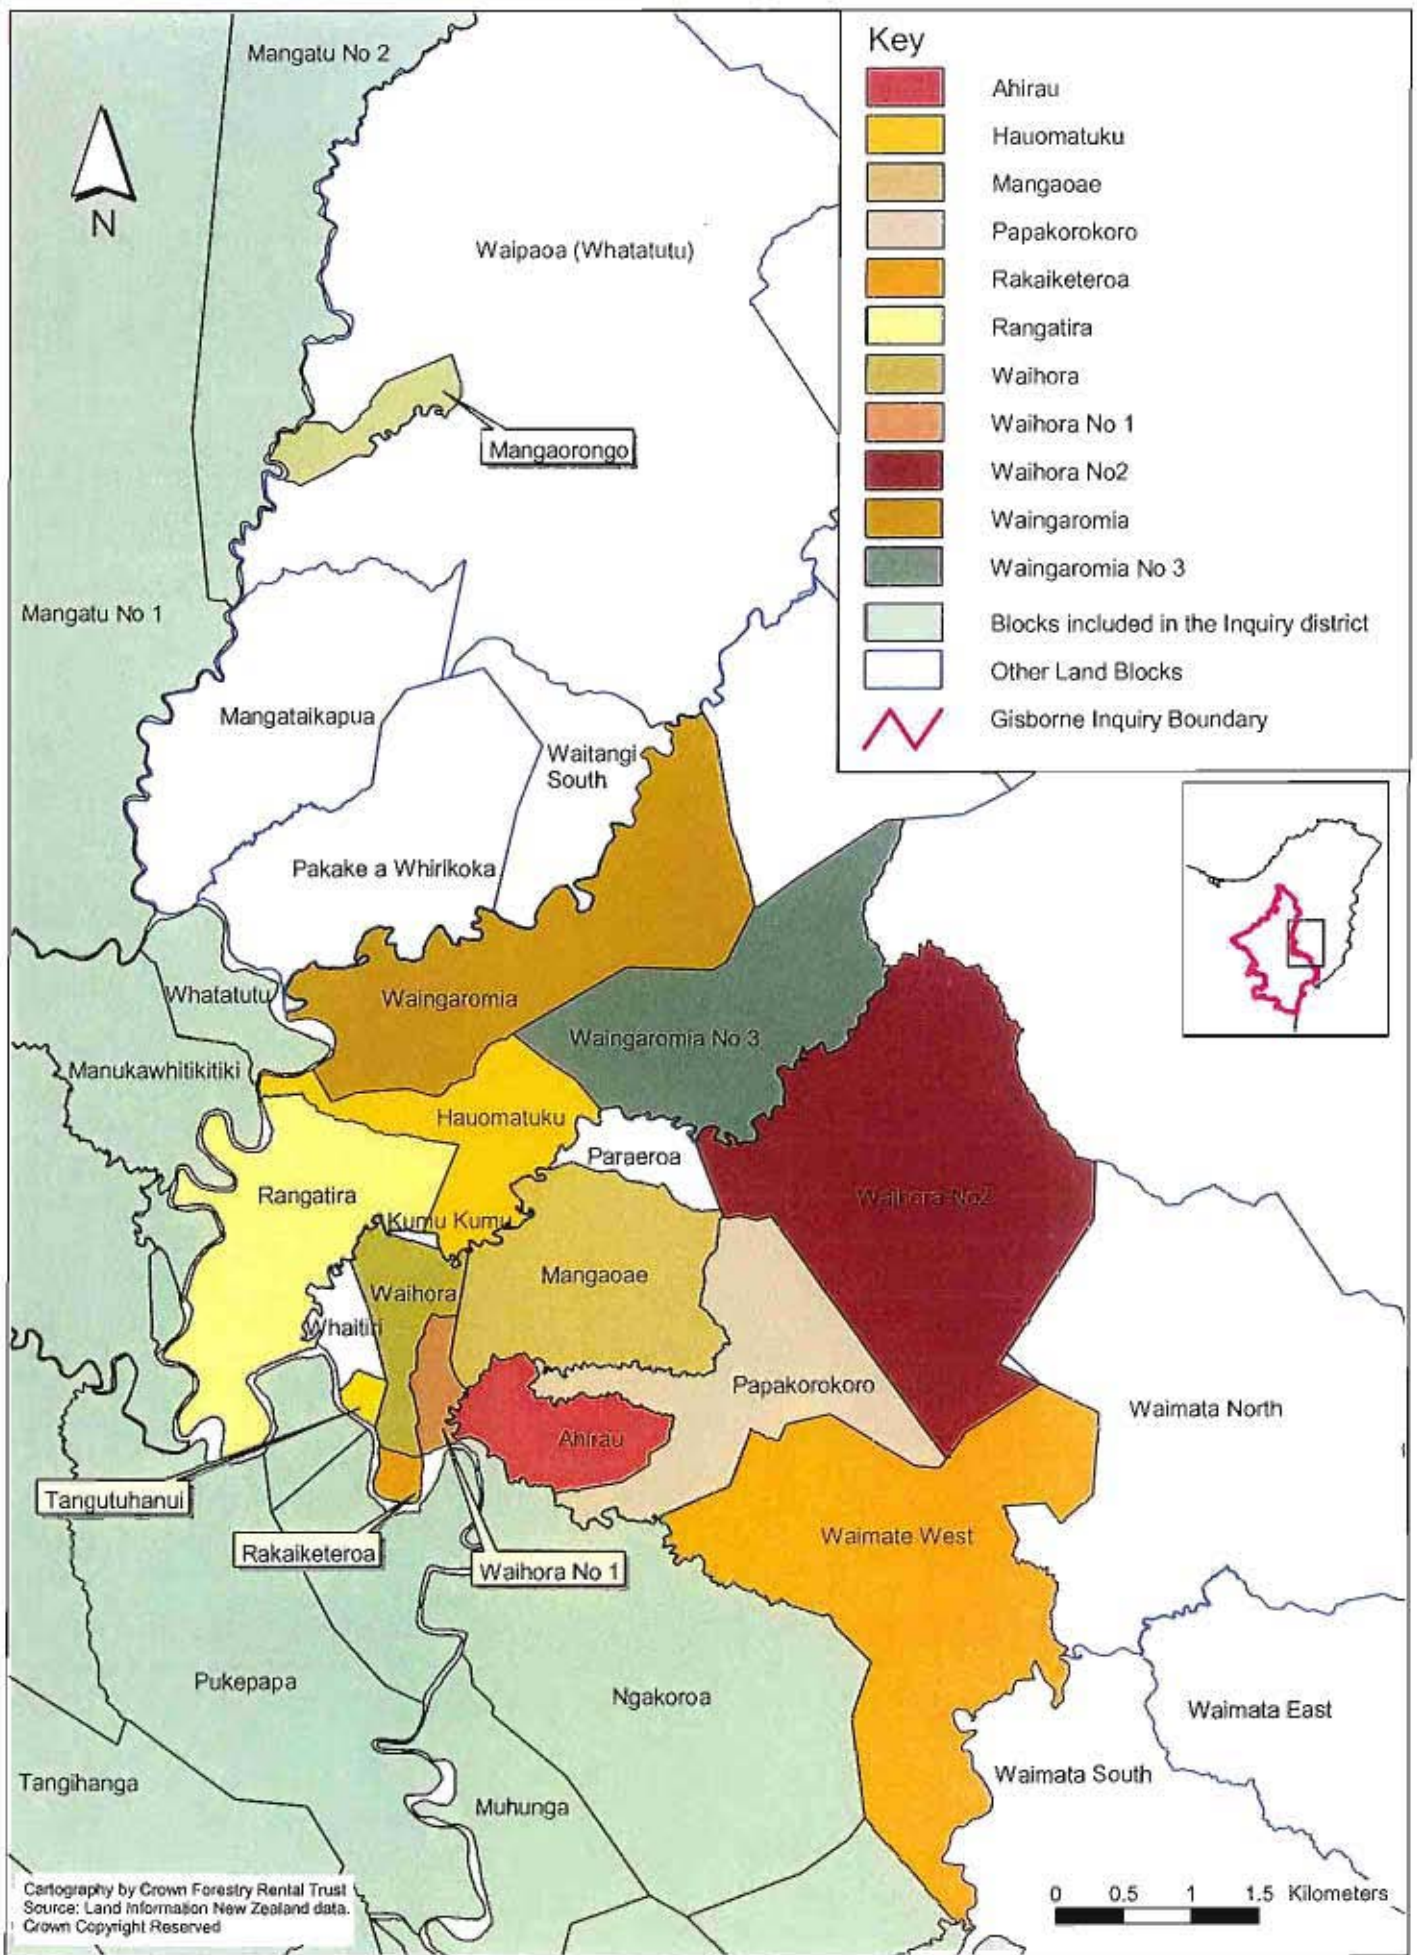 Mangatu No 2
Key
Ahirau
Hauomatuku
Mangaoae
Papakorokoro
Rakaiketeroa
Rangatira
Waihora
Waihora No 1
Waihora No2
Waingaromia
Waingaromia No 3
Blocks included in the Inquiry district
Other Land Blocks
Gisborne Inquiry Boundary
N
Waipaoa (Whatatutu)
Mangaorongo
Mangatu No 1
Mangataikapua
Waitangi
South
Pakake a Whirikoka
Whatatutu
Waingaromia
Waingaromia No 3
Manukawhitikitiki
Hauomatuku
Paraeroa
Rangatira
Kumu Kumu
Waihora No2
Mangaoae
Waihora
Whaitiri
Papakorokoro
Waimata North
Ahirau
Tangutuhanui
Rakaiketeroa
Waihora No 1
Waimate West
Pukepapa
Ngakoroa
Waimata East
Waimata South
Tangihanga
Muhunga
Cartography by Crown Forestry Rental Trust
Source: Land Information New Zealand data.
Crown Copyright Reserved
0 0.5 1 1.5 Kilometers